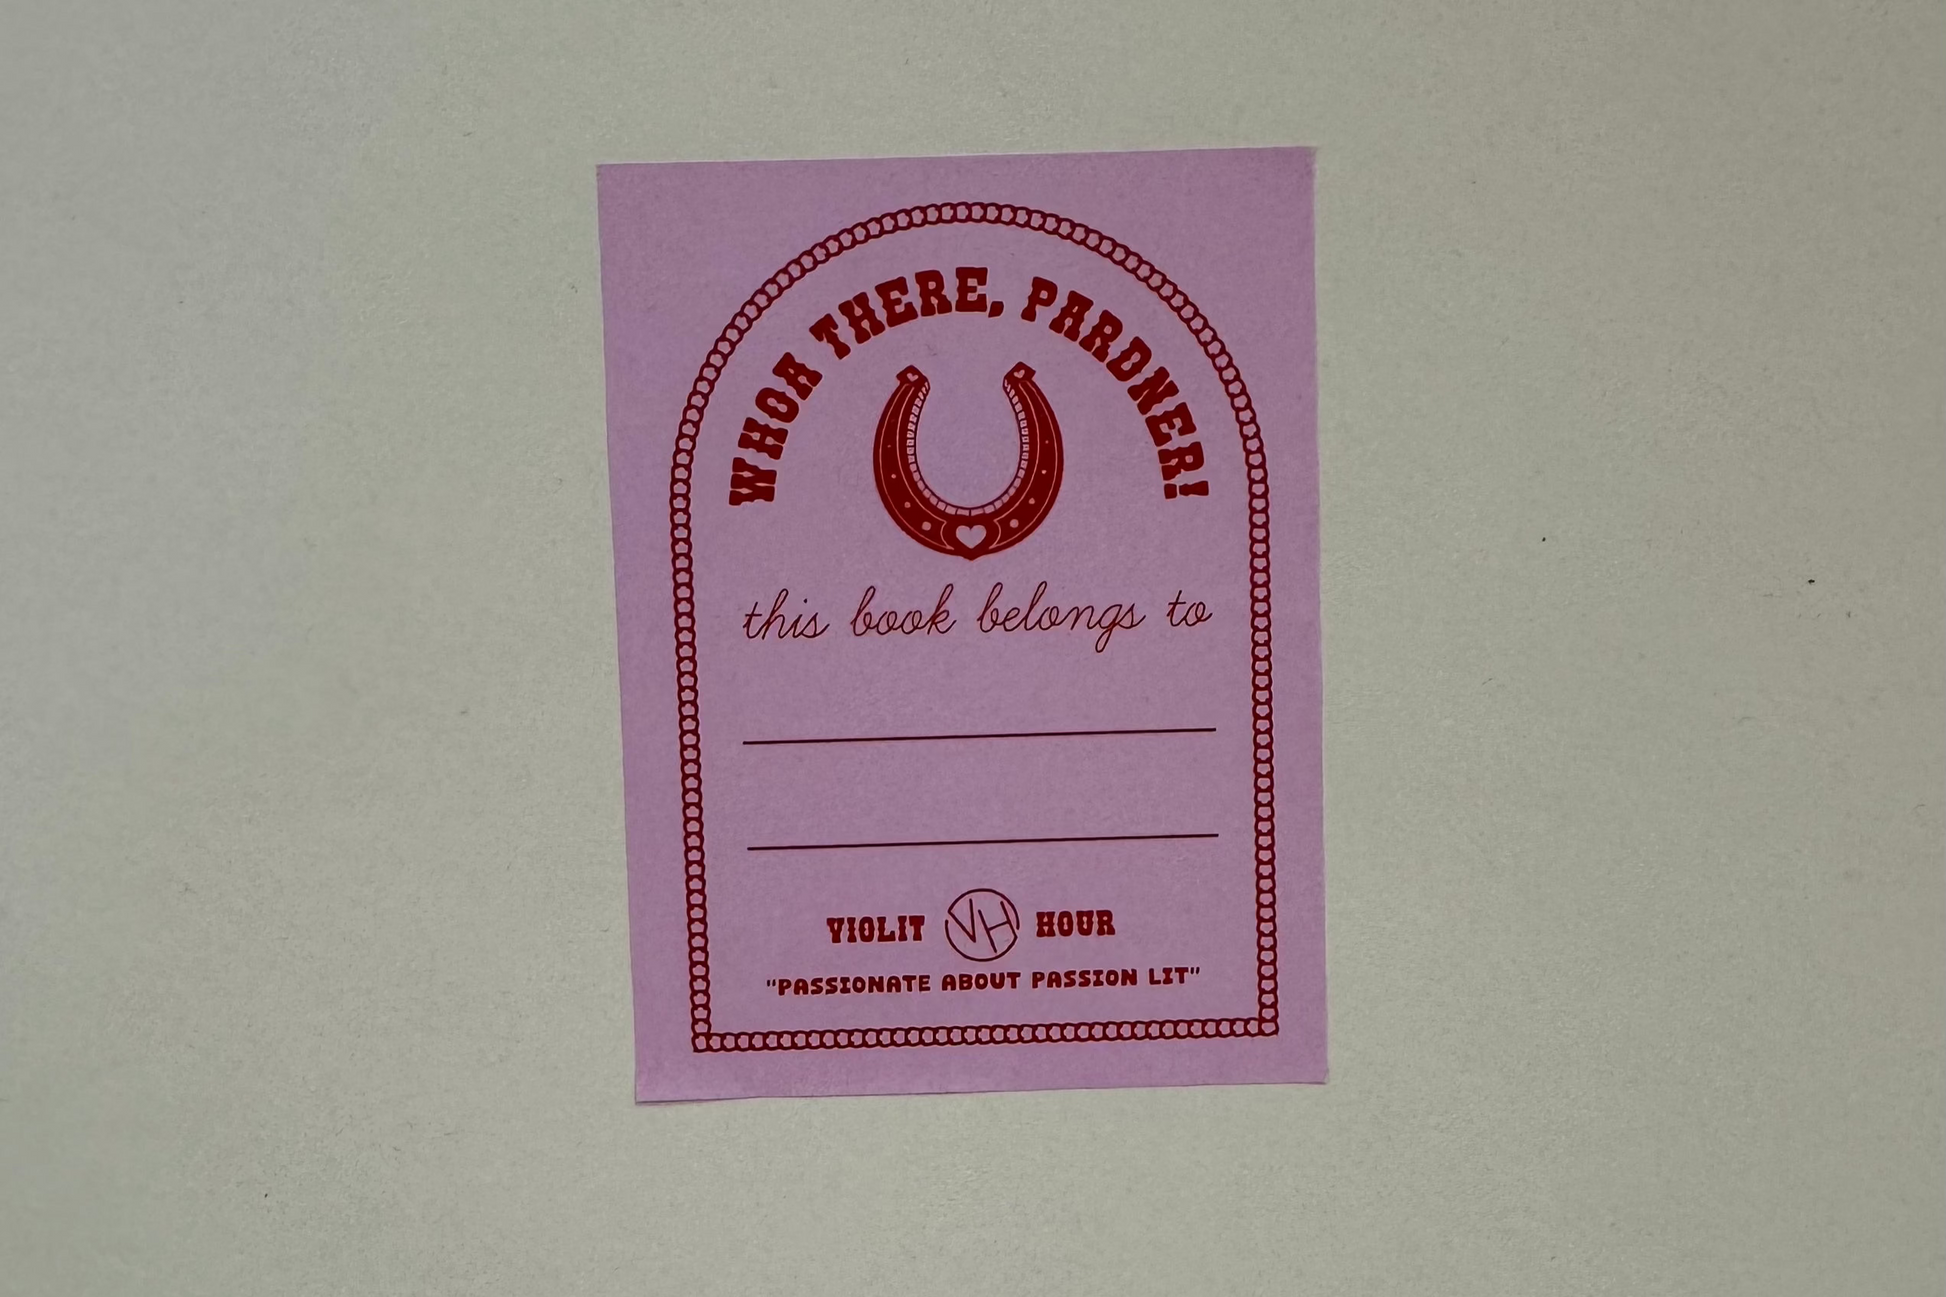 WHOA THERE, PARDNER!
this book belongs to
VIOLIT VH HOUR
"PASSIONATE ABOUT PASSION LIT"